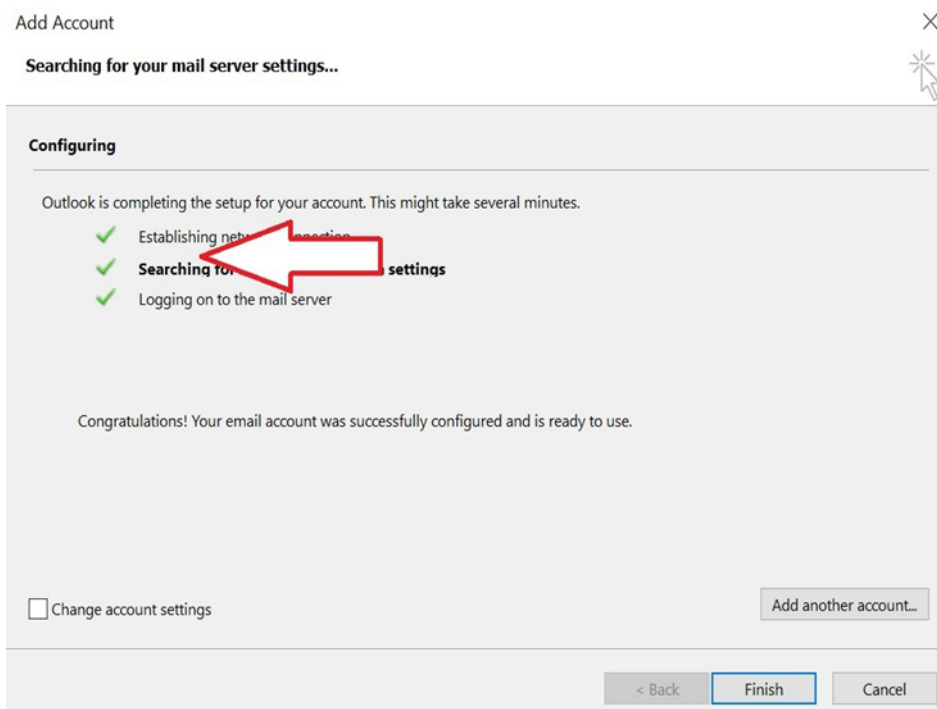 Add Account
Searching for your mail server settings...
Configuring
Outlook is completing the setup for your account. This might take several minutes.
Establishing
Searching settings
Logging on to the mail server
Congratulations! Your email account was successfully configured and is ready to use.
Change account settings
Add another account...
< Back Finish Cancel